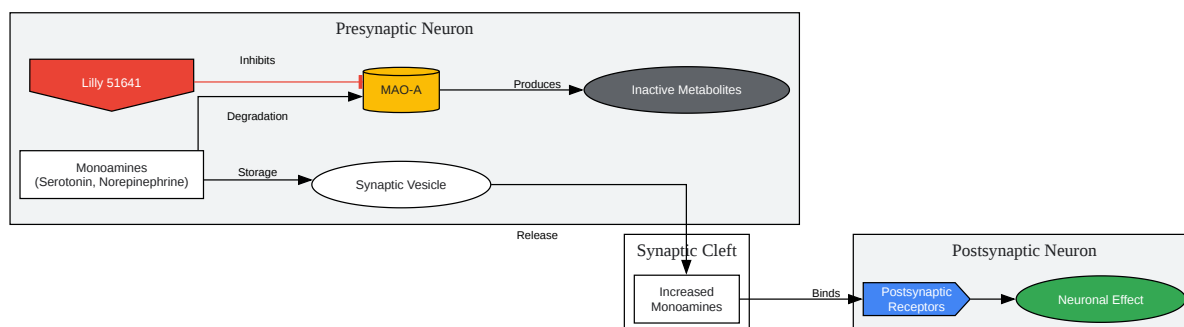 Presynaptic Neuron
Inhibits
Lilly 51641
MAO-A
Produces
Inactive Metabolites
Degradation
Monoamines
(Serotonin, Norepinephrine)
Storage
Synaptic Vesicle
Release
Synaptic Cleft
Increased
Monoamines
Binds
Postsynaptic Neuron
Postsynaptic
Receptors
Neuronal Effect